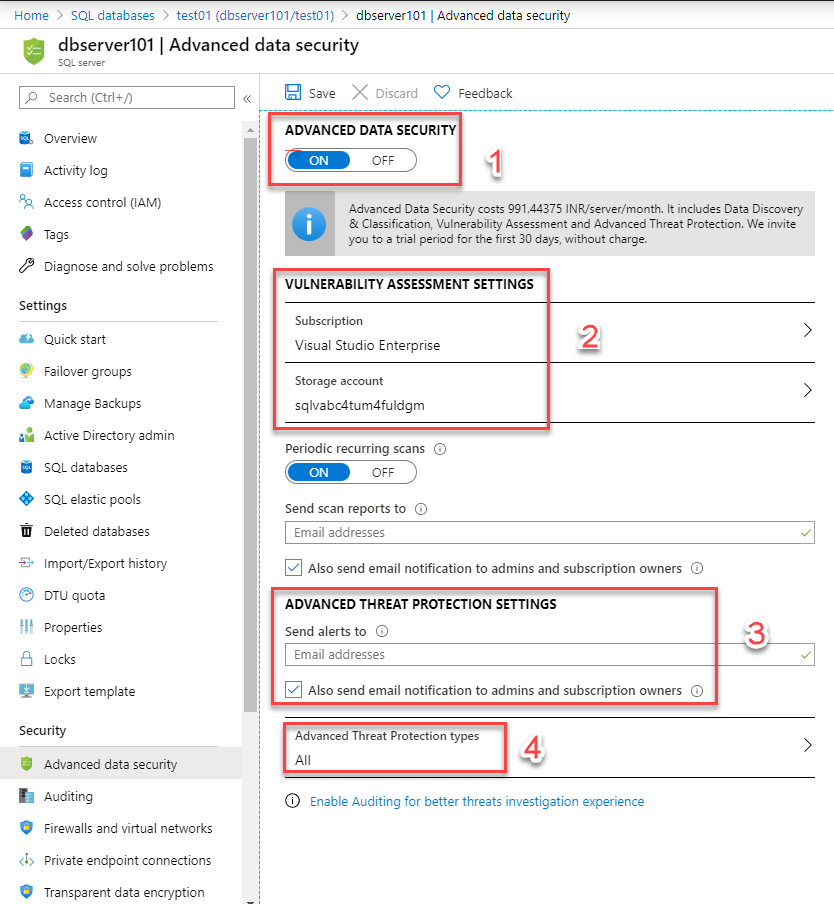 Home > SQL databases > test01 (dbserver101/test01) > dbserver101 | Advanced data security
dbserver101 | Advanced data security
SQL server
Search (Ctrl+/)
«
Overview
Activity log
Access control (IAM)
Tags
Diagnose and solve problems
Settings
Quick start
Failover groups
Manage Backups
Active Directory admin
SQL databases
SQL elastic pools
Deleted databases
Import/Export history
DTU quota
Properties
Locks
Export template
Security
Advanced data security
Auditing
Firewalls and virtual networks
Private endpoint connections
Transparent data encryption
Save Discard Feedback
ADVANCED DATA SECURITY
ON OFF
1
Advanced Data Security costs 991.44375 INR/server/month. It includes Data Discovery
& Classification, Vulnerability Assessment and Advanced Threat Protection. We invite
you to a trial period for the first 30 days, without charge.
VULNERABILITY ASSESSMENT SETTINGS
Subscription
Visual Studio Enterprise
2
Storage account
sqlvabc4tum4fuldgm
Periodic recurring scans
ON OFF
Send scan reports to
Email addresses
Also send email notification to admins and subscription owners
ADVANCED THREAT PROTECTION SETTINGS
Send alerts to
3
Email addresses
Also send email notification to admins and subscription owners
Advanced Threat Protection types
4
All
Enable Auditing for better threats investigation experience